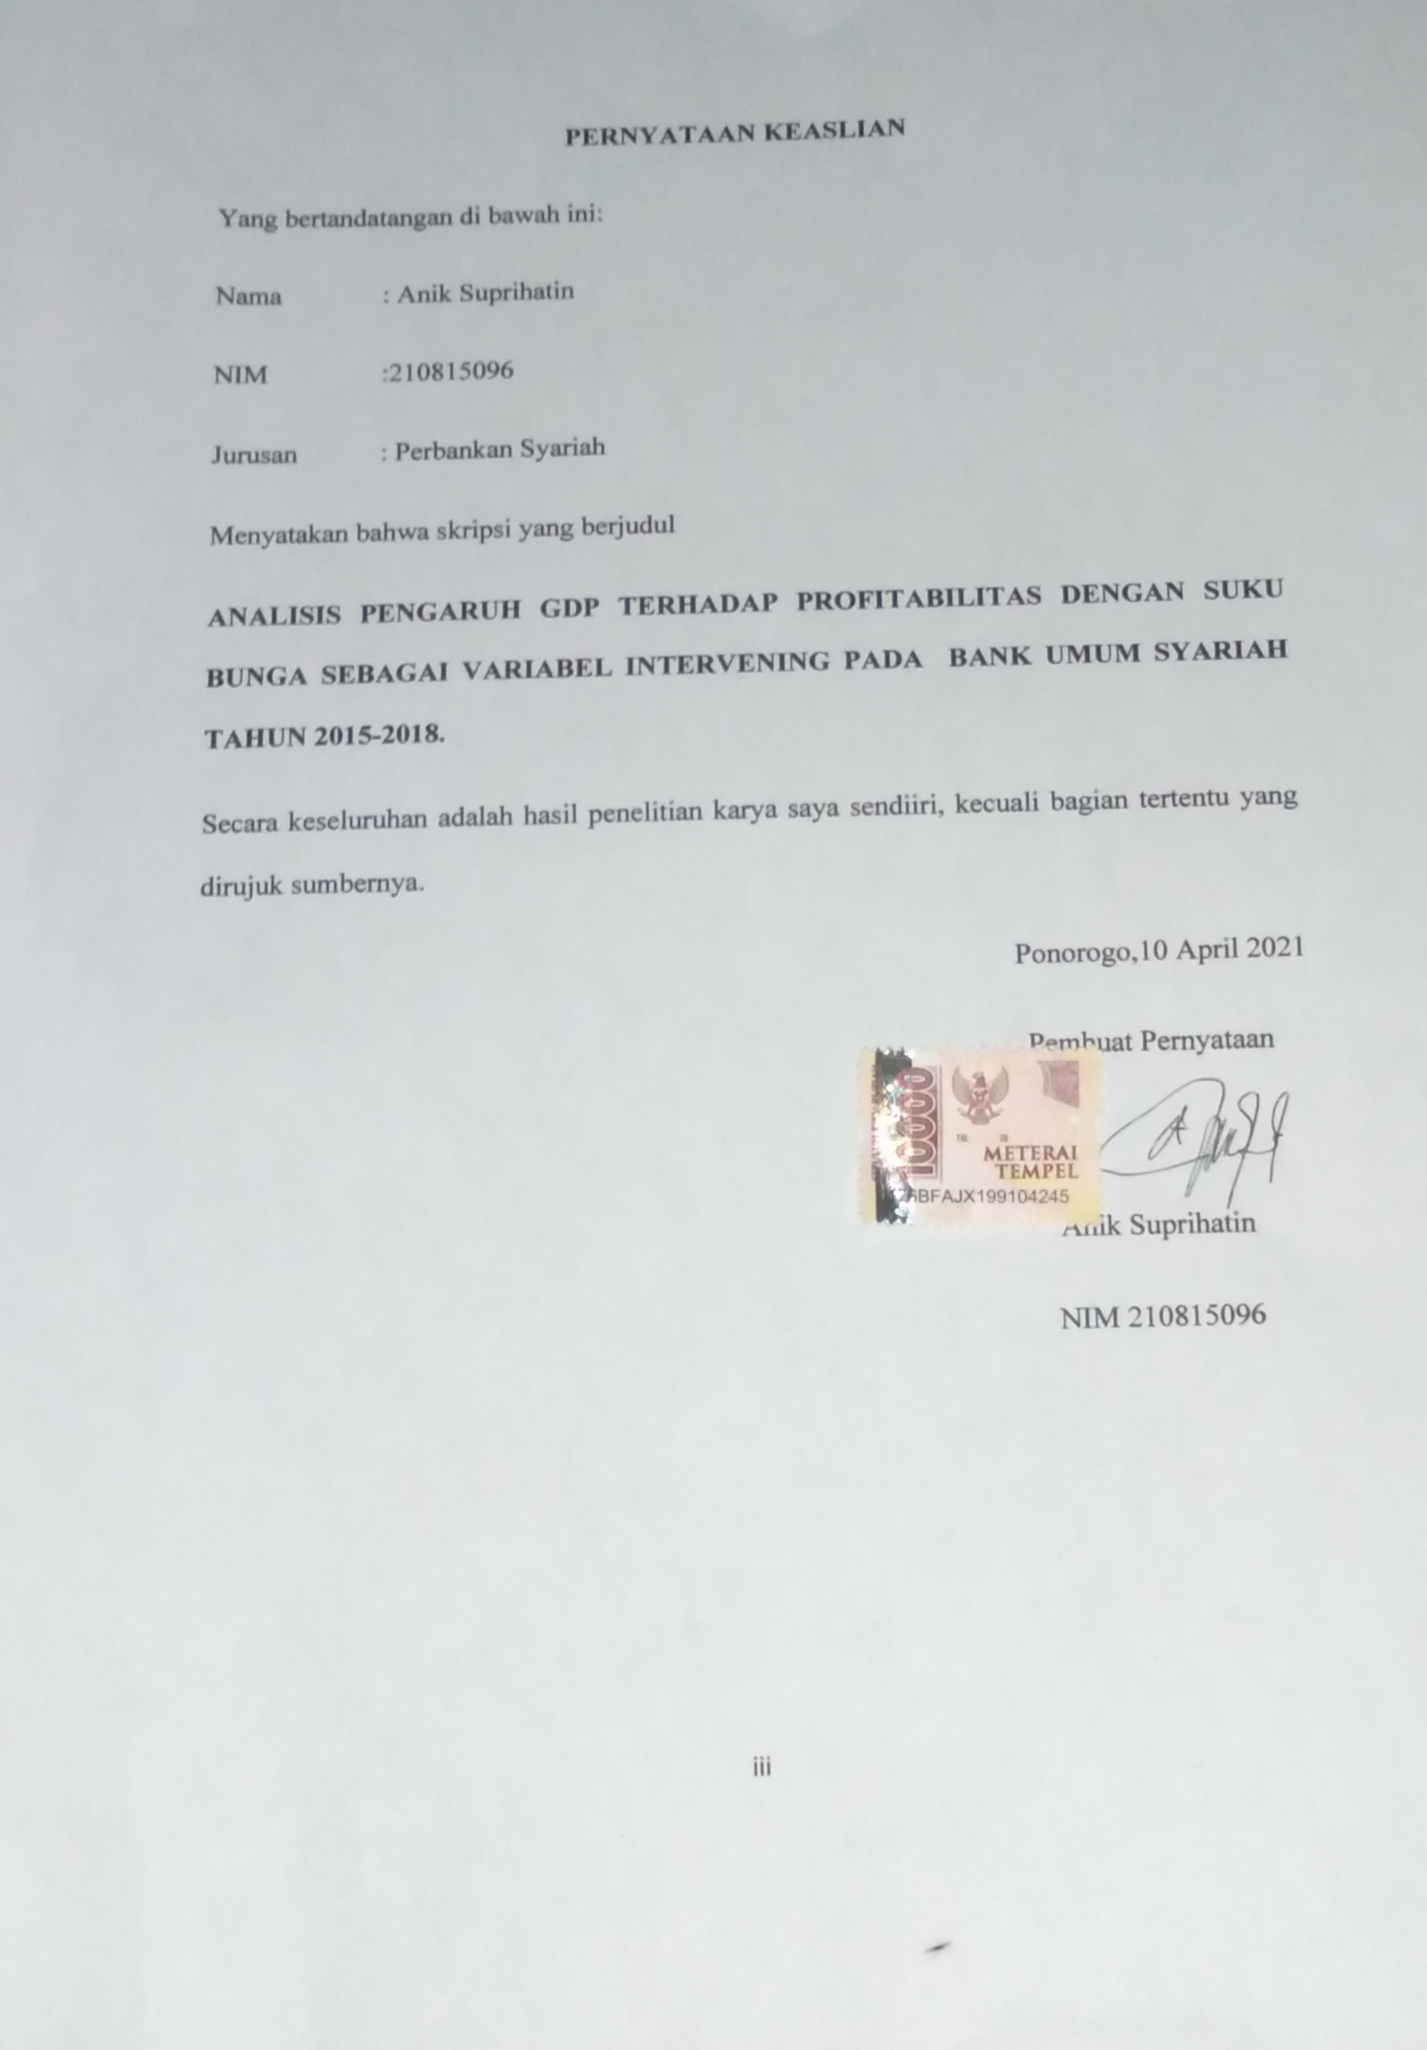 PERNYATAAN KEASLIAN
Yang bertandatangan di bawah ini:
Nama : Anik Suprihatin
NIM :210815096
Jurusan : Perbankan Syariah
Menyatakan bahwa skripsi yang berjudul
ANALISIS PENGARUH GDP TERHADAP PROFITABILITAS DENGAN SUKU
BUNGA SEBAGAI VARIABEL INTERVENING PADA BANK UMUM SYARIAH
TAHUN 2015-2018.
Secara keseluruhan adalah hasil penelitian karya saya sendiiri, kecuali bagian tertentu yang
dirujuk sumbernya.
Ponorogo,10 April 2021
Pembuat Pernyataan
10000
METERAI
TEMPEL
BFAJX199104245
Anik Suprihatin
NIM 210815096
iii